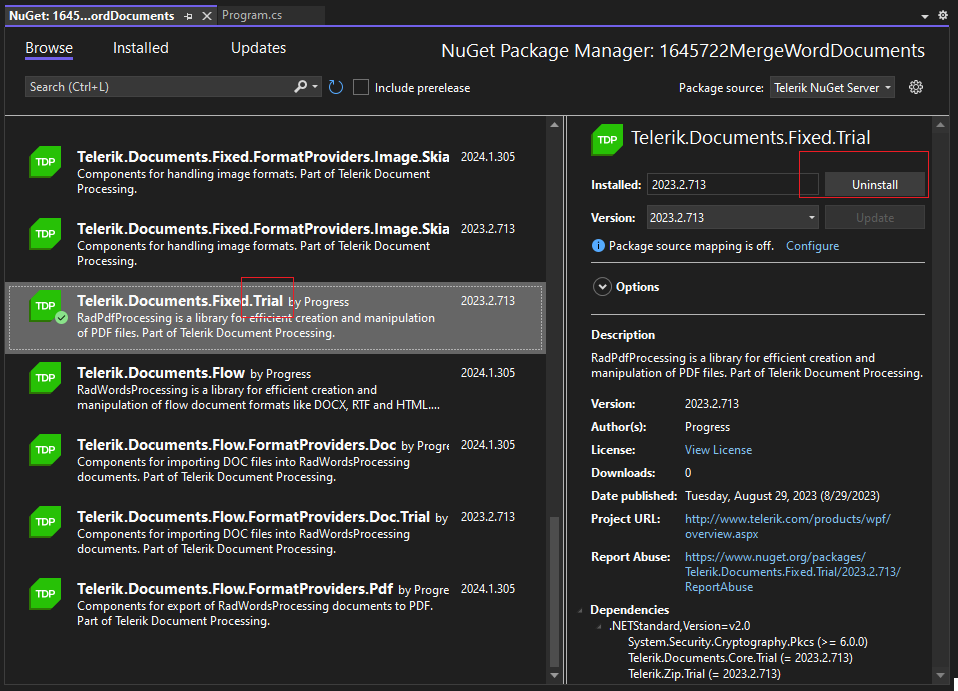 NuGet: 1645...ordDocuments
Program.cs
Browse
Installed
Updates
NuGet Package Manager: 1645722MergeWordDocuments
Search (Ctrl+L)
Include prerelease
Package source:
Telerik NuGet Server
TDP
Telerik.Documents.Fixed.FormatProviders.Image.Skia
2024.1.305
Components for handling image formats. Part of Telerik Document
Processing.
TDP
Telerik.Documents.Fixed.FormatProviders.Image.Skia
2023.2.713
Components for handling image formats. Part of Telerik Document
Processing.
TDP
Telerik.Documents.Fixed.Trial by Progress
2023.2.713
RadPdfProcessing is a library for efficient creation and manipulation
of PDF files. Part of Telerik Document Processing.
TDP
Telerik.Documents.Flow by Progress
2024.1.305
RadWordsProcessing is a library for efficient creation and
manipulation of flow document formats like DOCX, RTF and HTML....
TDP
Telerik.Documents.Flow.FormatProviders.Doc by Progre
2024.1.305
Components for importing DOC files into RadWordsProcessing
documents. Part of Telerik Document Processing.
TDP
Telerik.Documents.Flow.FormatProviders.Doc.Trial by
2023.2.713
Components for importing DOC files into RadWordsProcessing
documents. Part of Telerik Document Processing.
TDP
Telerik.Documents.Flow.FormatProviders.Pdf by Progre
2024.1.305
Components for export of RadWordsProcessing documents to PDF.
Part of Telerik Document Processing.
TDP
Telerik.Documents.Fixed.Trial
Installed:
2023.2.713
Uninstall
Version:
2023.2.713
Update
Package source mapping is off. Configure
Options
Description
RadPdfProcessing is a library for efficient creation and
manipulation of PDF files. Part of Telerik Document Processing.
Version: 2023.2.713
Author(s): Progress
License: View License
Downloads: 0
Date published: Tuesday, August 29, 2023 (8/29/2023)
Project URL: http://www.telerik.com/products/wpf/
overview.aspx
Report Abuse: https://www.nuget.org/packages/
Telerik.Documents.Fixed.Trial/2023.2.713/
ReportAbuse
Dependencies
.NETStandard,Version=v2.0
System.Security.Cryptography.Pkcs (>= 6.0.0)
Telerik.Documents.Core.Trial (= 2023.2.713)
Telerik.Zip.Trial (= 2023.2.713)